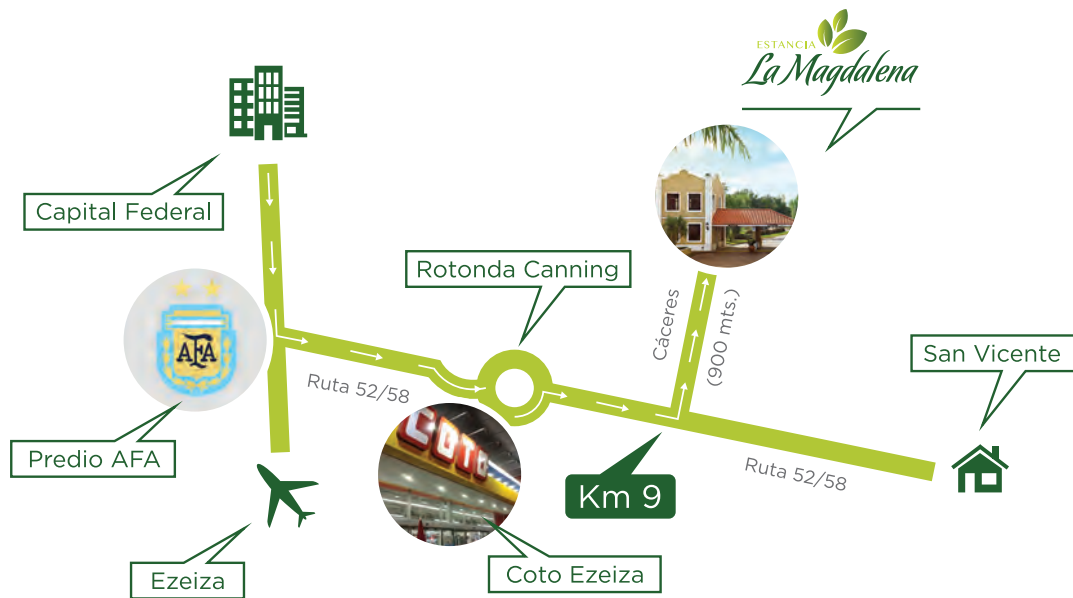 ESTANCIA
La Magdalena
Capital Federal
Rotonda Canning
Cáceres
(900 mts.)
San Vicente
AFA
Ruta 52/58
COTO
Predio AFA
Km 9
Ruta 52/58
Ezeiza
Coto Ezeiza